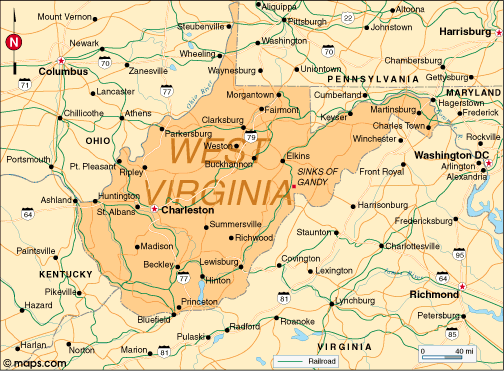 Mount Vernon
Steubenville
Aliquippa
Pittsburgh
22
Altoona
Johnstown
Harrisburg
N
Newark
70
Wheeling
Washington
70
Columbus
Zanesville
Waynesburg
Uniontown
Chambersburg
Gettysburg
71
77
PENNSYLVANIA
MARYLAND
Lancaster
Ohio River
Morgantown
Cumberland
Hagerstown
Chillicothe
Athens
Fairmont
Martinsburg
Frederick
Clarksburg
Keyser
Charles Town
OHIO
Parkersburg
79
Winchester
Rockville
Weston
WEST
Washington DC
Portsmouth
Pt. Pleasant
Ripley
Buckhannon
Elkins
SINKS OF
GANDY
Front Royal
Arlington
Alexandria
VIRGINIA
Ashland
Huntington
St. Albans
Charleston
Harrisonburg
64
Summersville
Staunton
Fredericksburg
Madison
Richwood
Charlottesville
95
Paintsville
Beckley
Lewisburg
Covington
64
KENTUCKY
77
Hinton
Lexington
Pikeville
Richmond
Princeton
81
Lynchburg
Hazard
Bluefield
Radford
Roanoke
Petersburg
Pulaski
85
Harlan
Norton
Marion
81
VIRGINIA
0
40 mi
© maps.com
Railroad